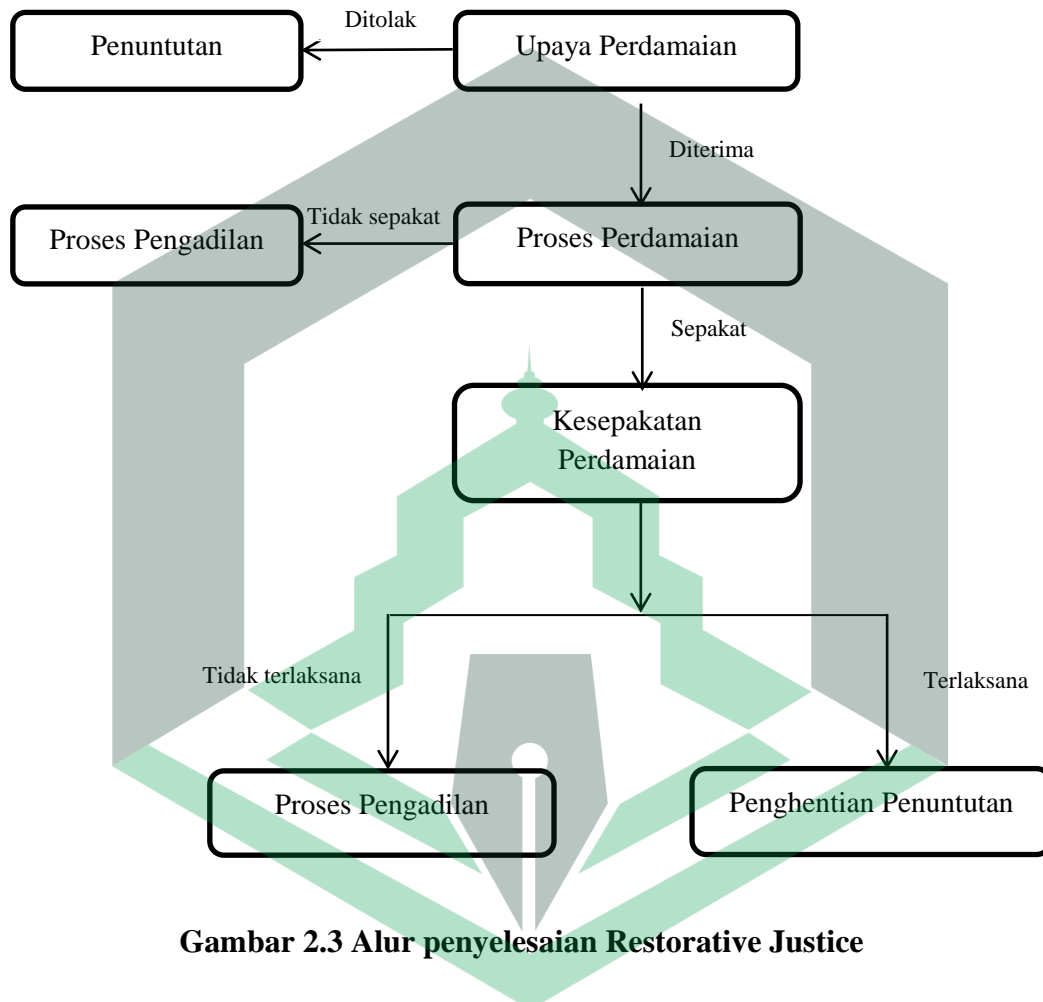 Ditolak
Penuntutan
Upaya Perdamaian
Diterima
Tidak sepakat
Proses Pengadilan
Proses Perdamaian
Sepakat
Kesepakatan
Perdamaian
Tidak terlaksana
Terlaksana
Proses Pengadilan
Penghentian Penuntutan
Gambar 2.3 Alur penyelesaian Restorative Justice